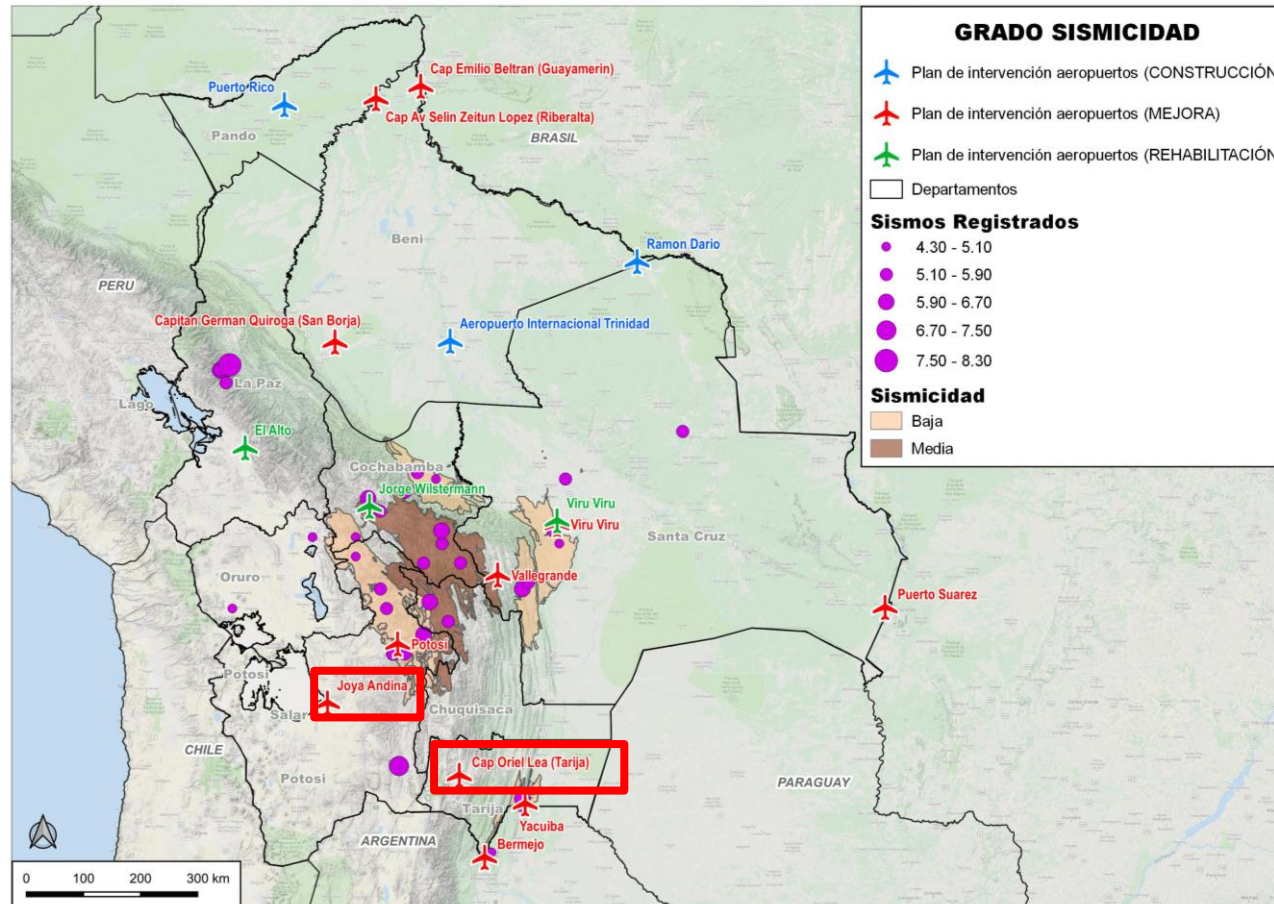 GRADO SISMICIDAD
Plan de intervención aeropuertos (CONSTRUCCIÓN
Plan de intervención aeropuertos (MEJORA)
Plan de intervención aeropuertos (REHABILITACIÓN
Departamentos
Sismos Registrados
4.30 - 5.10
5.10 - 5.90
5.90 - 6.70
6.70 - 7.50
7.50 - 8.30
Sismicidad
Baja
Media
Cap Emilio Beltran (Guayamerin)
Puerto Rico
Cap Av Selin Zeitun Lopez (Riberalta)
Pando
BRASIL
Beni
Ramon Dario
PERU
Capitan German Quiroga (San Borja)
Aeropuerto Internacional Trinidad
La Paz
Lago
El Alto
Cochabamba
Jorge Wilstermann
Viru Viru
Viru Viru
Santa Cruz
Oruro
Vallegrande
Puerto Suarez
Potosi
Potosi
Joya Andina
Salar
Chuquisaca
CHILE
Cap Oriel Lea (Tarija)
Potosi
PARAGUAY
Tarija
Yacuiba
ARGENTINA
Bermejo
0 100 200 300 km